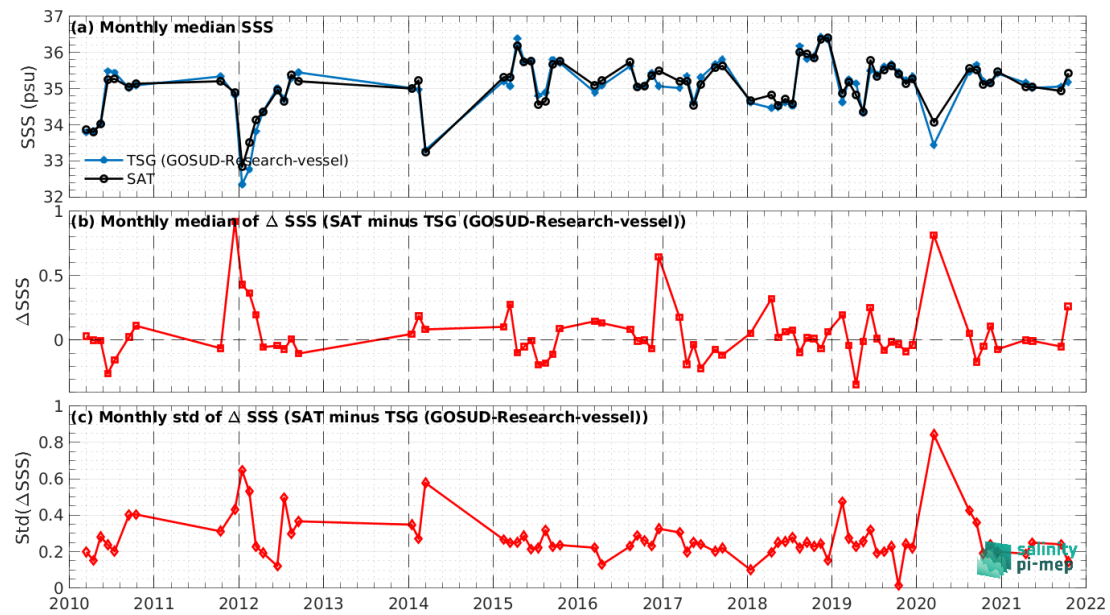 37
(a) Monthly median SSS
36
35
34
33
32
SSS (psu)
TSG (GOSUD-Research-vessel)
SAT
1
(b) Monthly median of Δ SSS (SAT minus TSG (GOSUD-Research-vessel))
0.5
0
ΔSSS
1
(c) Monthly std of Δ SSS (SAT minus TSG (GOSUD-Research-vessel))
0.8
0.6
0.4
0.2
0
Std(ΔSSS)
salinity
pi-mep
2010 2011 2012 2013 2014 2015 2016 2017 2018 2019 2020 2021 2022